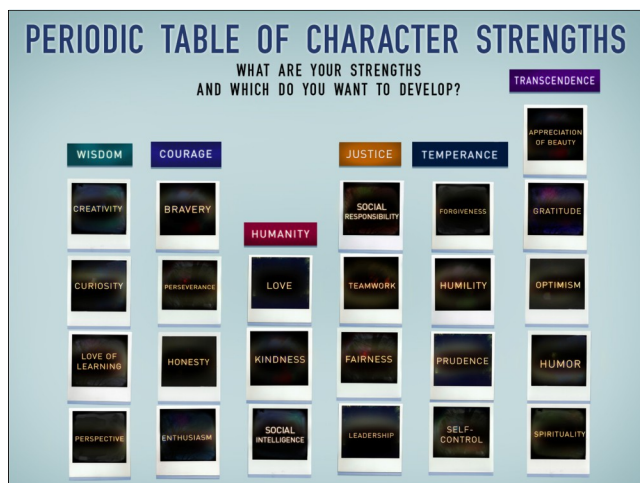 PERIODIC TABLE OF CHARACTER STRENGTHS
WHAT ARE YOUR STRENGTHS
AND WHICH DO YOU WANT TO DEVELOP?
WISDOM
CREATIVITY
CURIOSITY
LOVE OF
LEARNING
PERSPECTIVE
COURAGE
BRAVERY
PERSEVERANCE
HONESTY
ENTHUSIASM
HUMANITY
LOVE
KINDNESS
SOCIAL
INTELLIGENCE
JUSTICE
SOCIAL
RESPONSIBILITY
TEAMWORK
FAIRNESS
LEADERSHIP
TEMPERANCE
FORGIVENESS
HUMILITY
PRUDENCE
SELF-
CONTROL
TRANSCENDENCE
APPRECIATION
OF BEAUTY
GRATITUDE
OPTIMISM
HUMOR
SPIRITUALITY